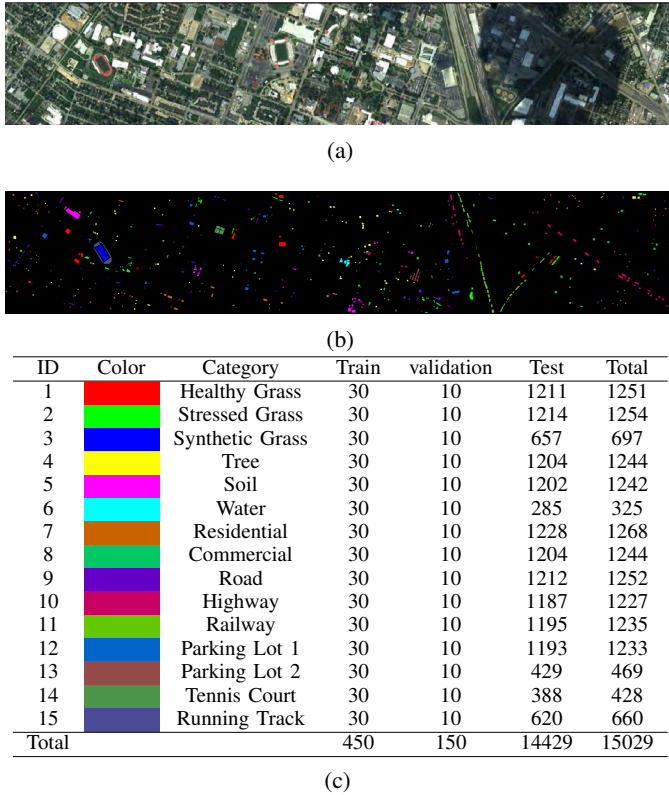 (a)
(b)
ID Color Category Train validation Test Total
1 Healthy Grass 30 10 1211 1251
2 Stressed Grass 30 10 1214 1254
3 Synthetic Grass 30 10 657 697
4 Tree 30 10 1204 1244
5 Soil 30 10 1202 1242
6 Water 30 10 285 325
7 Residential 30 10 1228 1268
8 Commercial 30 10 1204 1244
9 Road 30 10 1212 1252
10 Highway 30 10 1187 1227
11 Railway 30 10 1195 1235
12 Parking Lot 1 30 10 1193 1233
13 Parking Lot 2 30 10 429 469
14 Tennis Court 30 10 388 428
15 Running Track 30 10 620 660
Total 450 150 14429 15029
(c)